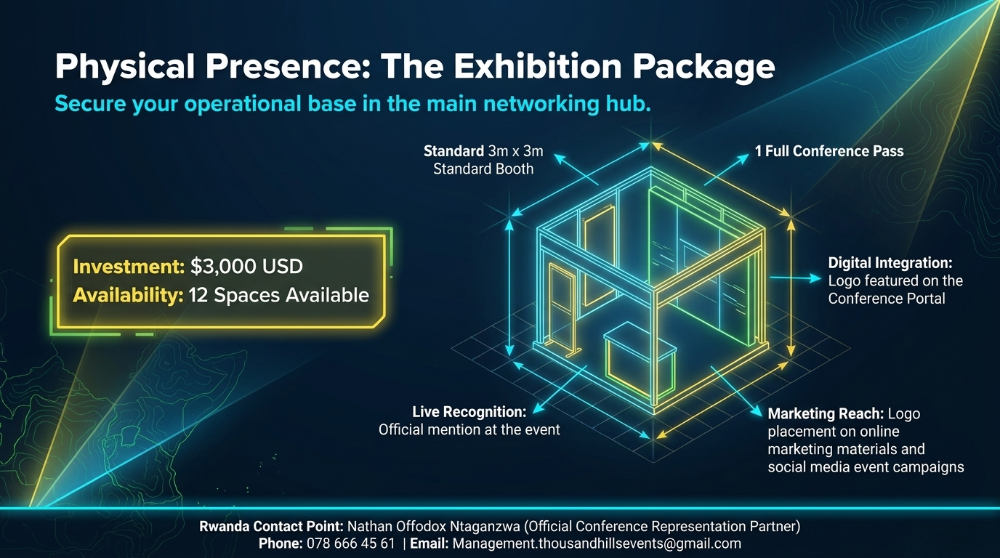 Physical Presence: The Exhibition Package
Secure your operational base in the main networking hub.
Standard 3m x 3m
Standard Booth
1 Full Conference Pass
Investment: $3,000 USD
Availability: 12 Spaces Available
Digital Integration:
Logo featured on the
Conference Portal
Live Recognition:
Official mention at the event
Marketing Reach: Logo
placement on online
marketing materials and
social media event campaigns
Rwanda Contact Point: Nathan Offodox Ntaganzwa (Official Conference Representation Partner)
Phone: 078 666 45 61 | Email: Management.thousandhillsevents@gmail.com